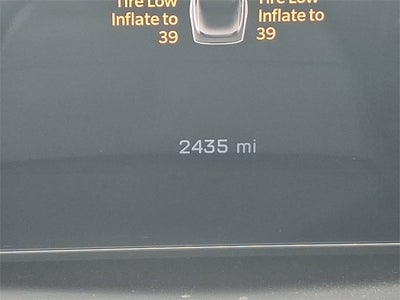 Tire Low
Inflate to
39
Tire Low
Inflate to
39
2435 mi